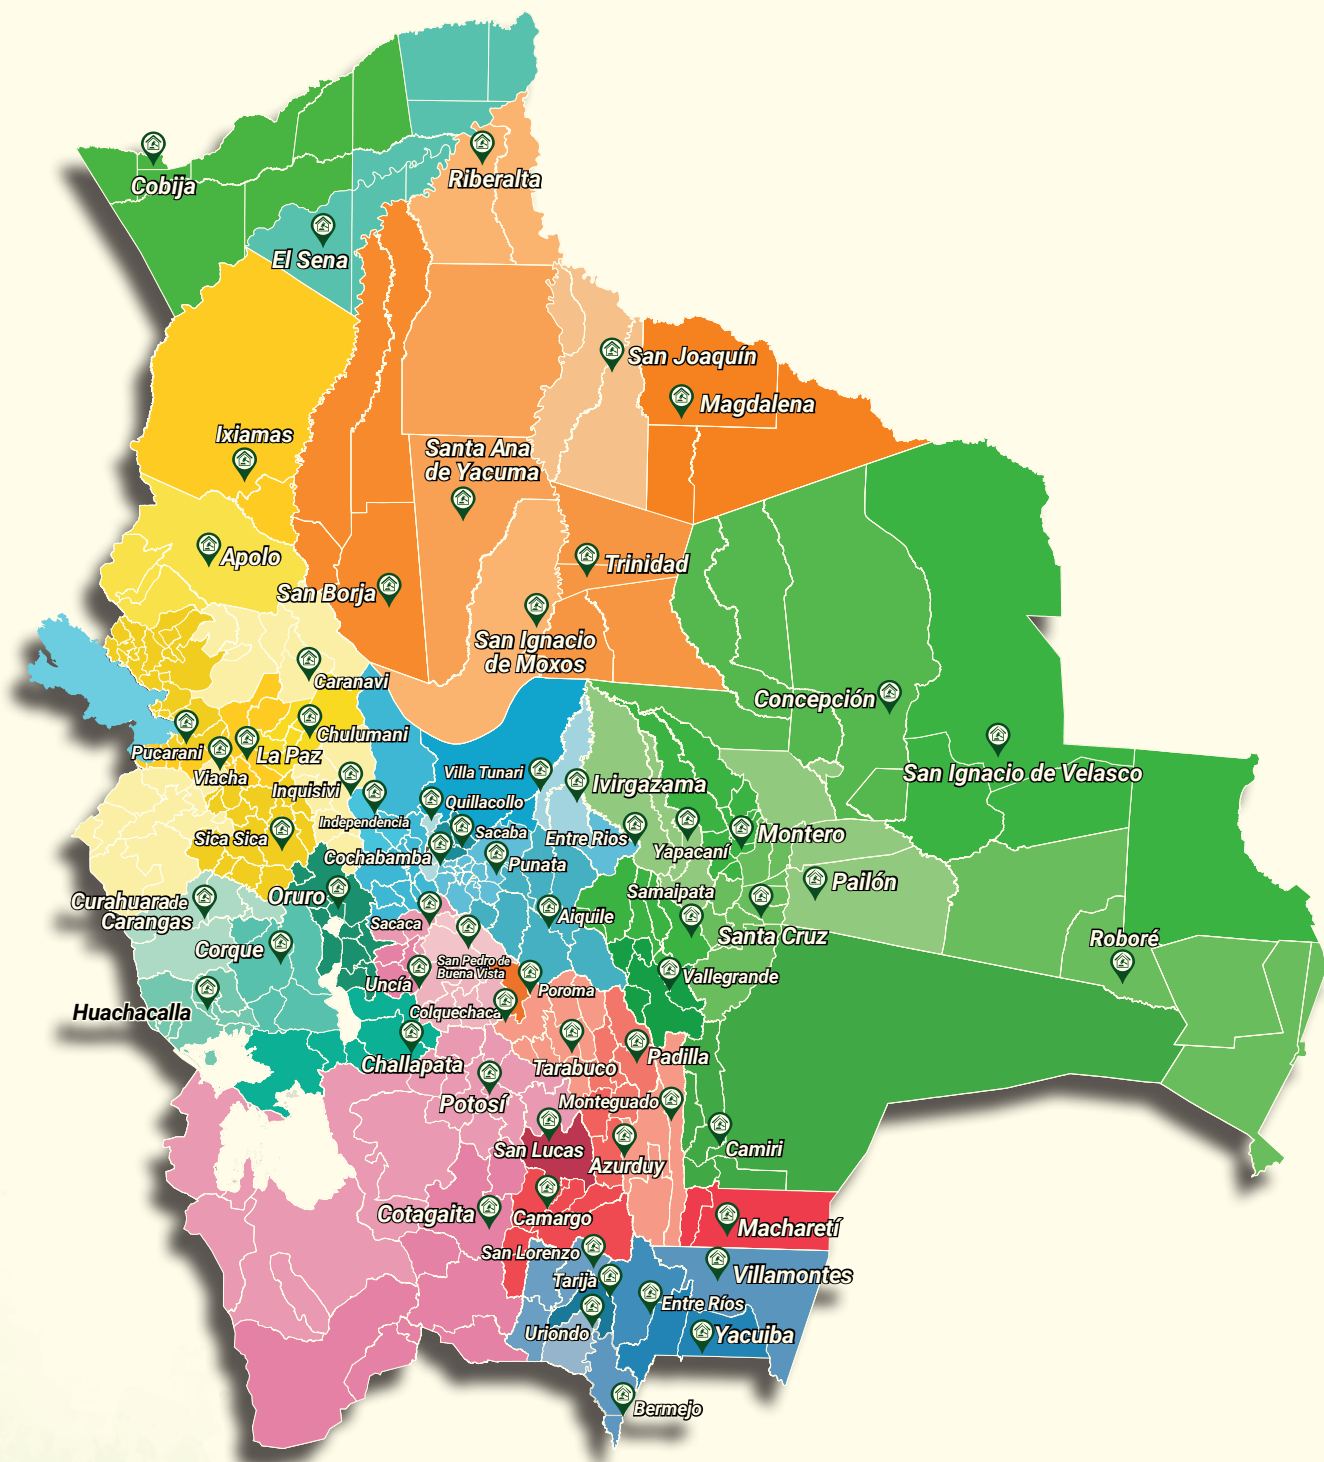 Cobija
Riberalta
El Sena
San Joaquín
Magdalena
Ixiamas
Santa Ana
de Yacuma
Apolo
Trinidad
San Borja
San Ignacio
de Moxos
Caranavi
Concepción
Chulumani
Pucarani
La Paz
Viacha
San Ignacio de Velasco
Villa Tunari
Ivirgazama
Inquisivi
Quillacollo
Independencia
Sacaba
Entre Rios
Montero
Sica Sica
Cochabamba
Punata
Yapacaní
Pailón
Samaipata
Oruro
Curahuarade
Carangas
Sacaca
Aiquile
Santa Cruz
Roboré
Corque
San Pedro de
Buena Vista
Vallegrande
Uncía
Poroma
Huachacalla
Colquechaca
Challapata
Tarabuco
Padilla
Potosí
Monteguado
San Lucas
Azurduy
Camiri
Cotagaita
Camargo
Macharetí
San Lorenzo
Tarija
Villamontes
Entre Ríos
Uriondo
Yacuiba
Bermejo